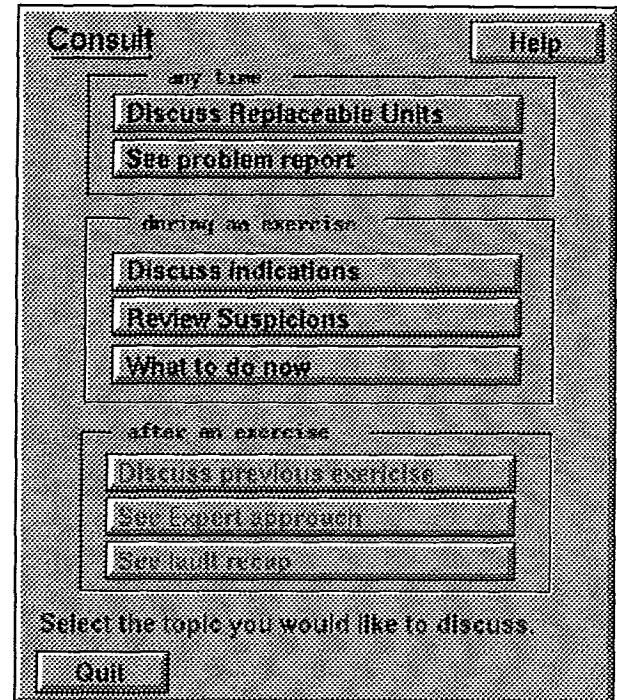 Consult
Help
any time
Discuss Replaceable Units
See problem report
during an exercise
Discuss indications
Review Suspicions
What to do now
after an exercise
Discuss previous exericise
See Expert approach
See fault recap
Select the topic you would like to discuss.
Quit